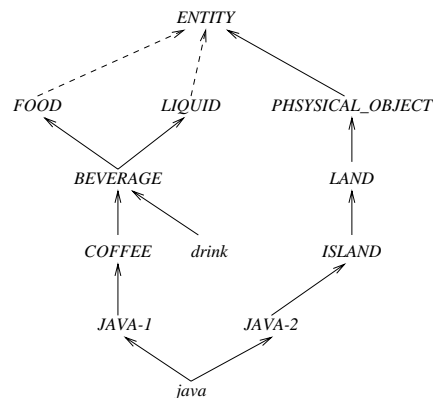 ENTITY
FOOD LIQUID PHSYSICAL_OBJECT
BEVERAGE LAND
COFFEE drink ISLAND
JAVA-1 JAVA-2
java